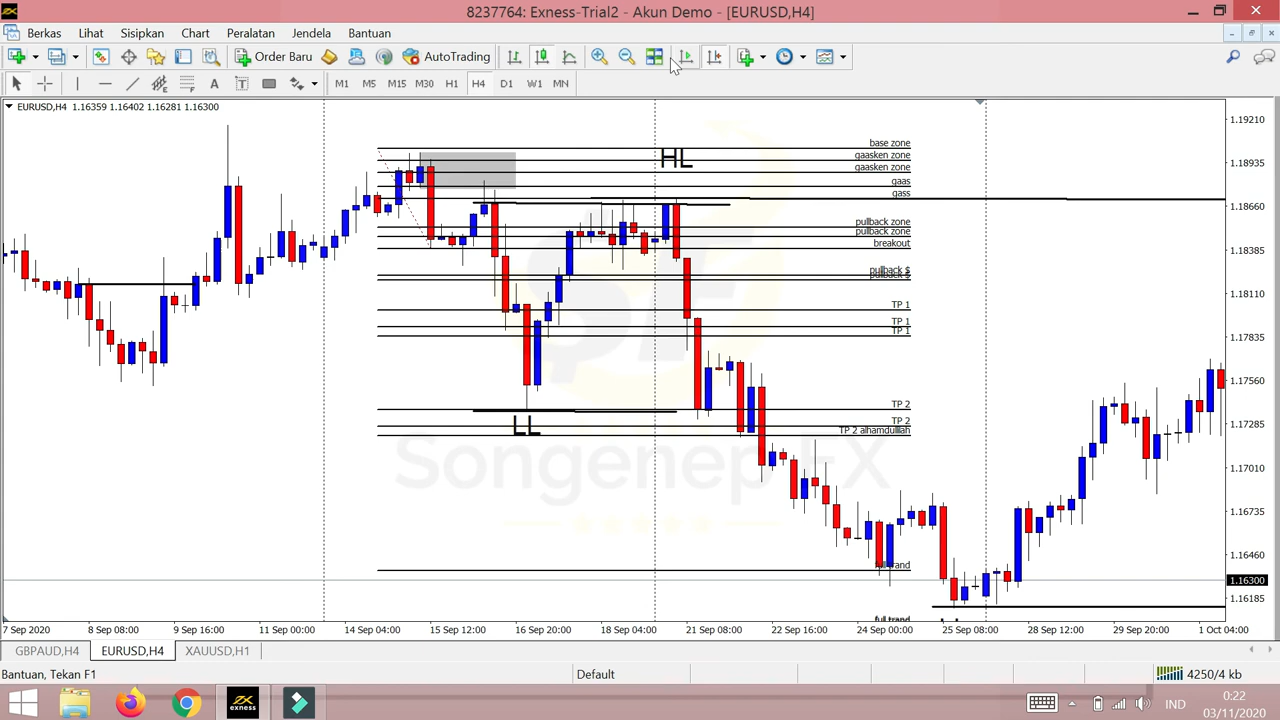 8237764: Exness-Trial2 - Akun Demo - [EURUSD,H4]
Berkas Lihat Sisipkan Chart Peralatan Jendela Bantuan
Order Baru AutoTrading
A T M1 M5 M15 M30 H1 H4 D1 W1 MN
EURUSD,H4 1.16359 1.16402 1.16281 1.16300
1.19210
base zone
HL
gaasken zone
1.18935
gaasken zone
gaas
gass
1.18660
pullback zone
pullback zone
breakout
1.18385
pullback $
pullback $
1.18110
TP 1
TP 1
TP 1
1.17835
1.17560
TP 2
TP 2
1.17285
LL
TP 2 alhamdulllah
SF
Songenep FX
1.17010
1.16735
1.16460
full trand
1.16300
1.16185
full trand
7 Sep 2020 8 Sep 08:00 9 Sep 16:00 11 Sep 00:00 14 Sep 04:00 15 Sep 12:00 16 Sep 20:00 18 Sep 04:00 21 Sep 08:00 22 Sep 16:00 24 Sep 00:00 25 Sep 08:00 28 Sep 12:00 29 Sep 20:00 1 Oct 04:00
GBPAUD,H4 EURUSD,H4 XAUUSD,H1
Bantuan, Tekan F1 Default 4250/4 kb
exness IND 0:22
03/11/2020